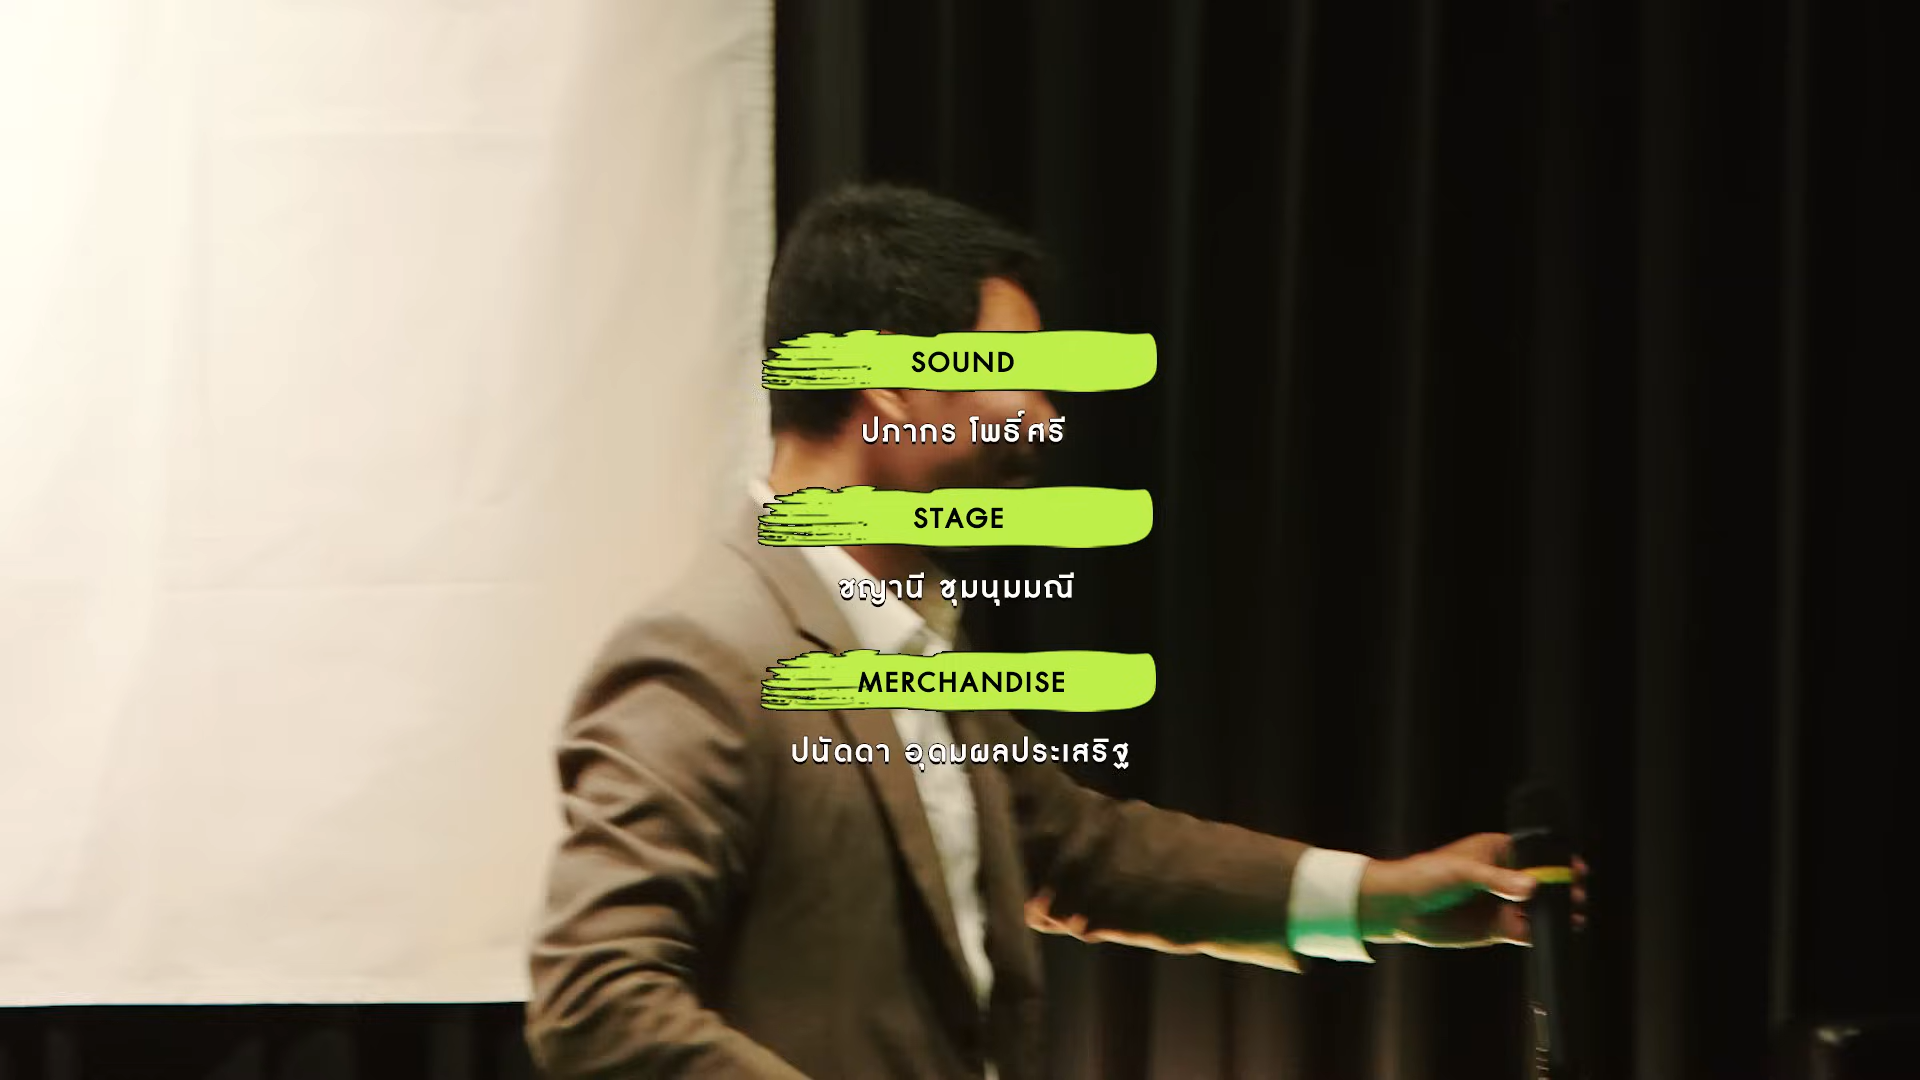 SOUND
ปภากร โพธิ์ศรี
STAGE
ชญานี ชุมนุมมณี
MERCHANDISE
ปนัดดา อุดมผลประเสริฐ